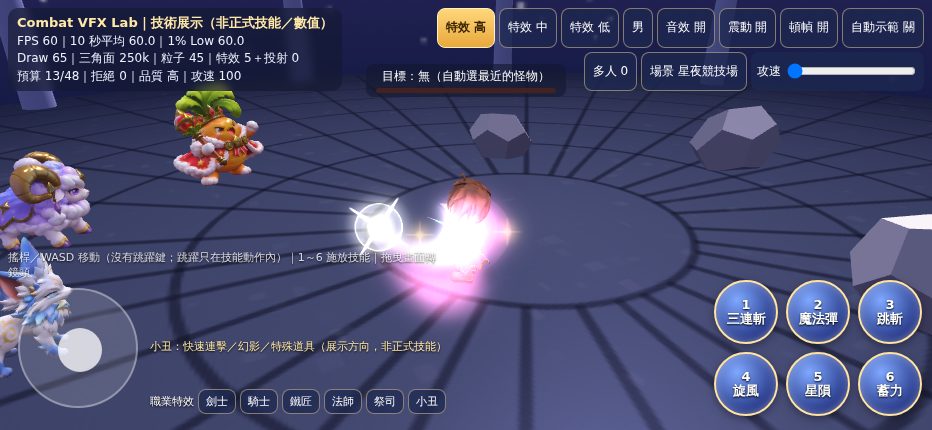 Combat VFX Lab｜技術展示（非正式技能／數值）
FPS 60｜10 秒平均 60.0｜1% Low 60.0
Draw 65｜三角面 250k｜粒子 45｜特效 5＋投射 0
預算 13/48｜拒絕 0｜品質 高｜攻速 100
特效 高
特效 中
特效 低
男
音效 開
震動 開
頓幀 開
自動示範 關
多人 0
場景 星夜競技場
攻速
目標：無（自動選最近的怪物）
搖桿／WASD 移動（沒有跳躍鍵；跳躍只在技能動作內）｜1～6 施放技能｜拖曳畫面轉
鏡頭
小丑：快速連擊／幻影／特殊道具（展示方向，非正式技能）
職業特效
劍士
騎士
鐵匠
法師
祭司
小丑
1
三連斬
2
魔法彈
3
跳斬
4
旋風
5
星隕
6
蓄力